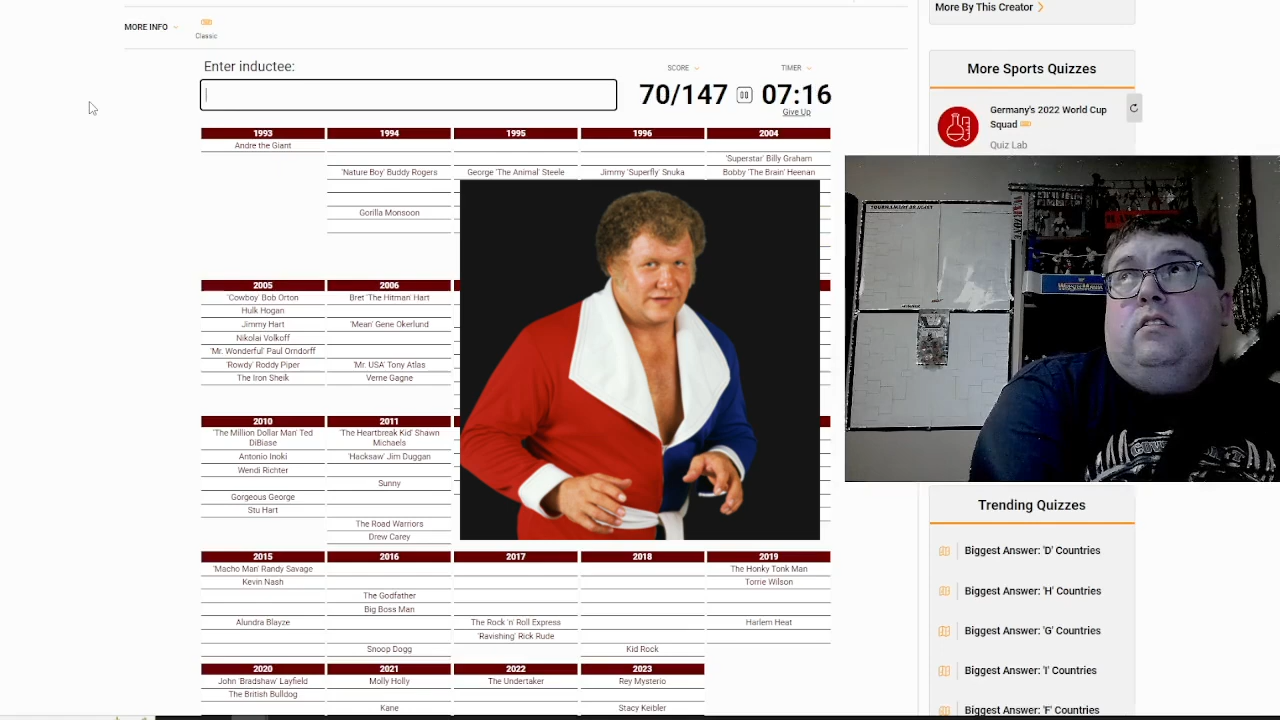 More By This Creator
MORE INFO
Classic
Enter inductee:
SCORE
TIMER
70/147
07:16
Give Up
More Sports Quizzes
Germany's 2022 World Cup
Squad
Quiz Lab
1993
1994
1995
1996
2004
Andre the Giant
'Superstar' Billy Graham
'Nature Boy' Buddy Rogers
George 'The Animal' Steele
Jimmy 'Superfly' Snuka
Bobby 'The Brain' Heenan
Gorilla Monsoon
2005
2006
'Cowboy' Bob Orton
Bret 'The Hitman' Hart
Hulk Hogan
Jimmy Hart
'Mean' Gene Okerlund
Nikolai Volkoff
'Mr. Wonderful' Paul Orndorff
'Rowdy' Roddy Piper
'Mr. USA' Tony Atlas
The Iron Sheik
Verne Gagne
2010
2011
'The Million Dollar Man' Ted
DiBiase
'The Heartbreak Kid' Shawn
Michaels
Antonio Inoki
'Hacksaw' Jim Duggan
Wendi Richter
Sunny
Gorgeous George
Stu Hart
The Road Warriors
Drew Carey
2015
2016
2017
2018
2019
'Macho Man' Randy Savage
The Honky Tonk Man
Kevin Nash
Torrie Wilson
The Godfather
Big Boss Man
Alundra Blayze
The Rock 'n' Roll Express
Harlem Heat
'Ravishing' Rick Rude
Snoop Dogg
Kid Rock
2020
2021
2022
2023
John 'Bradshaw' Layfield
Molly Holly
The Undertaker
Rey Mysterio
The British Bulldog
Kane
Stacy Keibler
TOURNAMENT BRACKET
Trending Quizzes
Biggest Answer: 'D' Countries
Biggest Answer: 'H' Countries
Biggest Answer: 'G' Countries
Biggest Answer: 'I' Countries
Biggest Answer: 'F' Countries